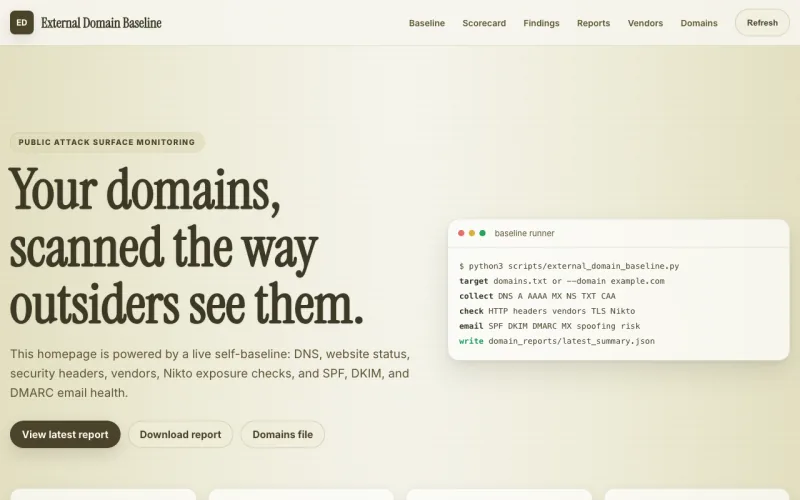 ED External Domain Baseline Baseline Scorecard Findings Reports Vendors Domains Refresh
PUBLIC ATTACK SURFACE MONITORING
Your domains,
scanned the way
outsiders see them.
This homepage is powered by a live self-baseline: DNS, website status,
security headers, vendors, Nikto exposure checks, and SPF, DKIM, and
DMARC email health.
View latest report Download report Domains file
baseline runner
$ python3 scripts/external_domain_baseline.py
target domains.txt or --domain example.com
collect DNS A AAAA MX NS TXT CAA
check HTTP headers vendors TLS Nikto
email SPF DKIM DMARC MX spoofing risk
write domain_reports/latest_summary.json